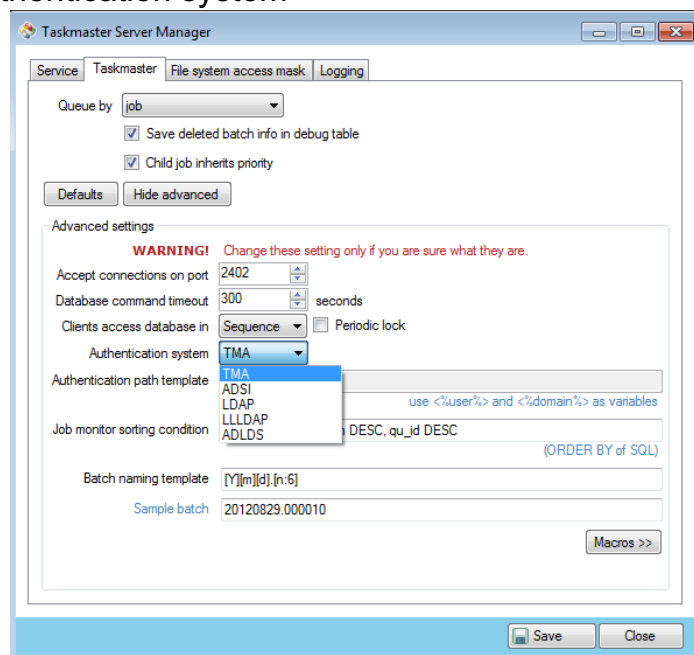 thentication system
Taskmaster Server Manager
Service Taskmaster File system access mask Logging
Queue by job
Save deleted batch info in debug table
Child job inherits priority
Defaults Hide advanced
Advanced settings
WARNING! Change these setting only if you are sure what they are.
Accept connections on port 2402
Database command timeout 300 seconds
Clients access database in Sequence Periodic lock
Authentication system TMA
TMA
ADSI
LDAP
LLLDAP
ADLDS
Authentication path template
use <%user%> and <%domain%> as variables
Job monitor sorting condition DESC, qu_id DESC
(ORDER BY of SQL)
Batch naming template [Y][m][d].[n:6]
Sample batch 20120829.000010
Macros >>
Save Close